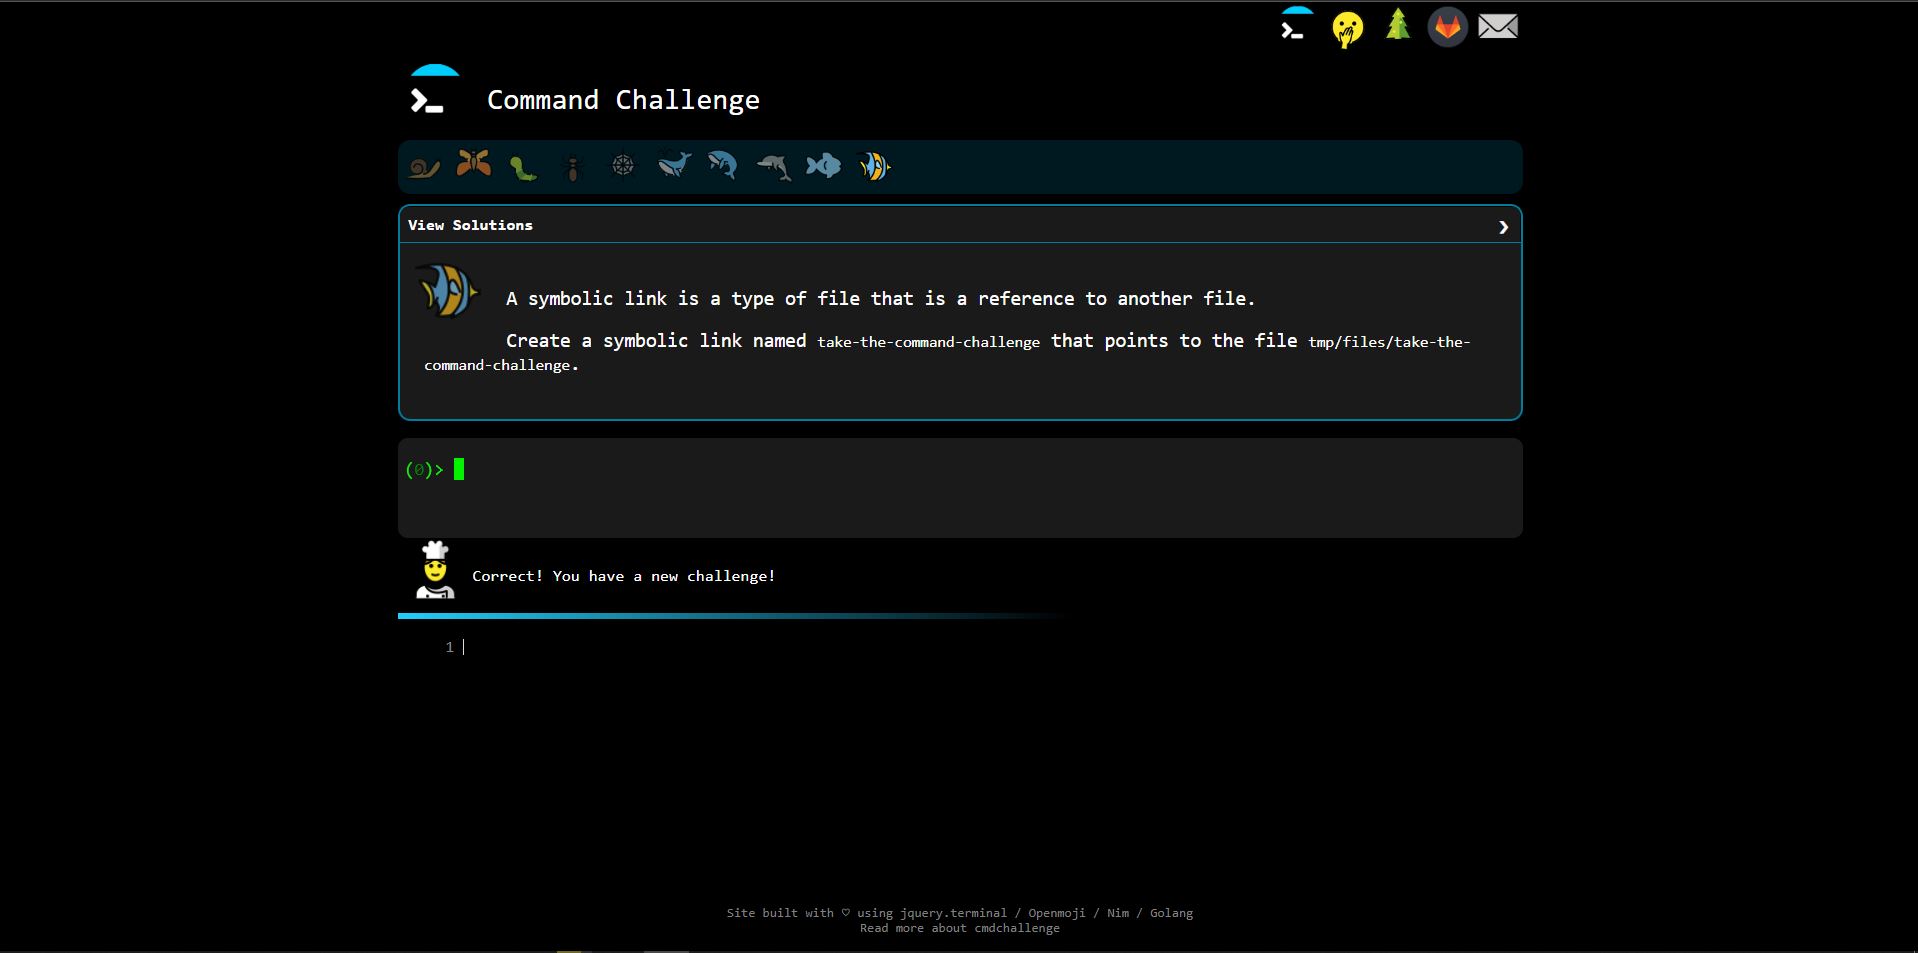 Command Challenge
View Solutions ❯
A symbolic link is a type of file that is a reference to another file.
Create a symbolic link named take-the-command-challenge that points to the file tmp/files/take-the-
command-challenge.
(0)>
Correct! You have a new challenge!
1
Site built with ♡ using jquery.terminal / Openmoji / Nim / Golang
Read more about cmdchallenge